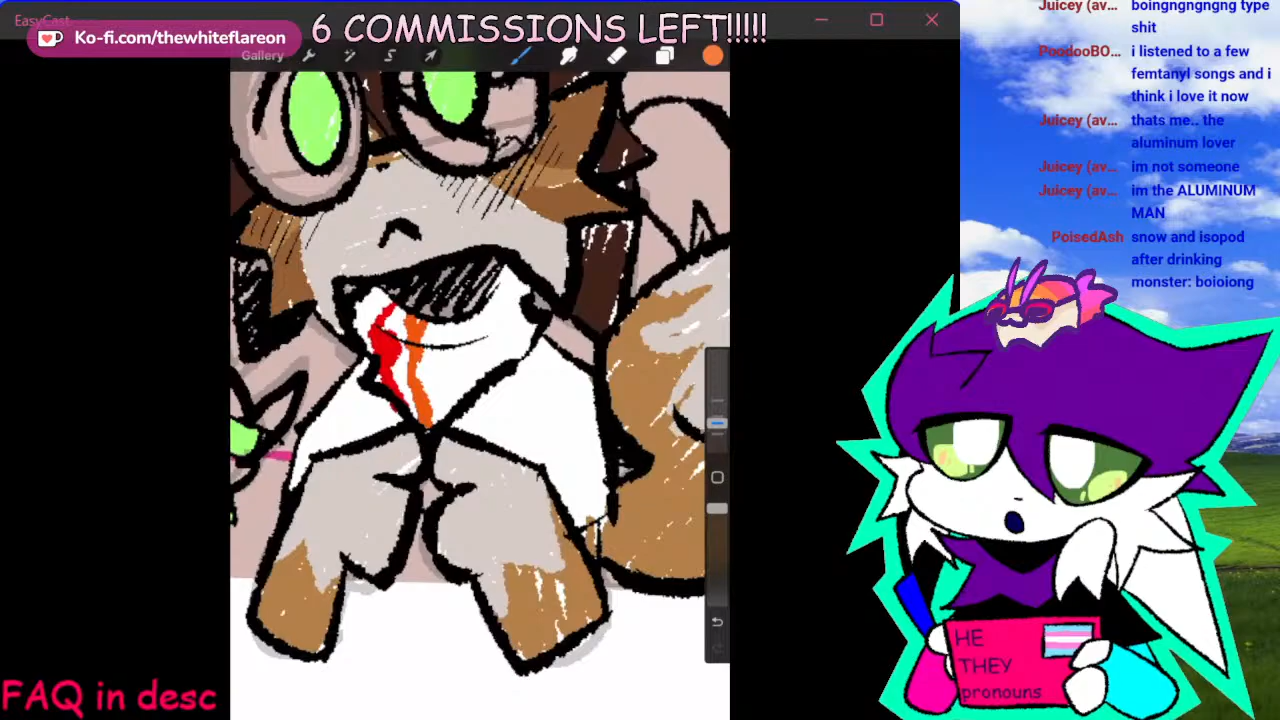 EasyCast
Ko-fi.com/thewhiteflareon
6 COMMISSIONS LEFT!!!!!
Gallery
Juicey (av... boingngngngng type
shit
PoodooBO... i listened to a few
femtanyl songs and i
think i love it now
Juicey (av... thats me.. the
aluminum lover
Juicey (av... im not someone
Juicey (av... im the ALUMINUM
MAN
PoisedAsh snow and isopod
after drinking
monster: boioiong
HE
THEY
pronouns
FAQ in desc